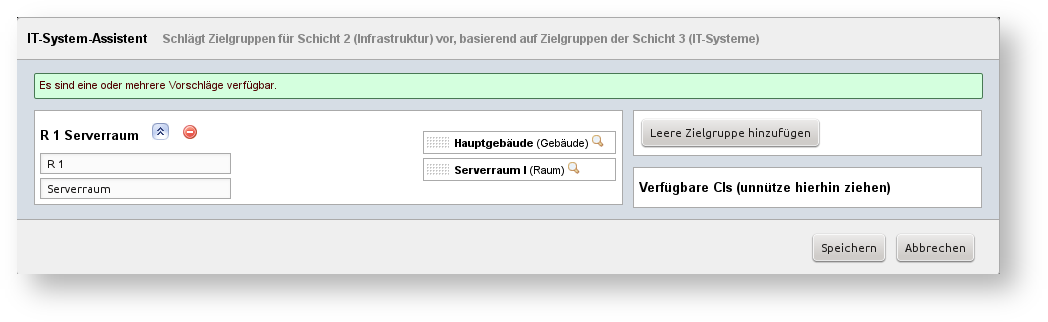 IT-System-Assistent Schlägt Zielgruppen für Schicht 2 (Infrastruktur) vor, basierend auf Zielgruppen der Schicht 3 (IT-Systeme)
Es sind eine oder mehrere Vorschläge verfügbar.
R 1 Serverraum
R 1
Serverraum
Hauptgebäude (Gebäude)
Serverraum I (Raum)
Leere Zielgruppe hinzufügen
Verfügbare CIs (unnütze hierhin ziehen)
Speichern Abbrechen